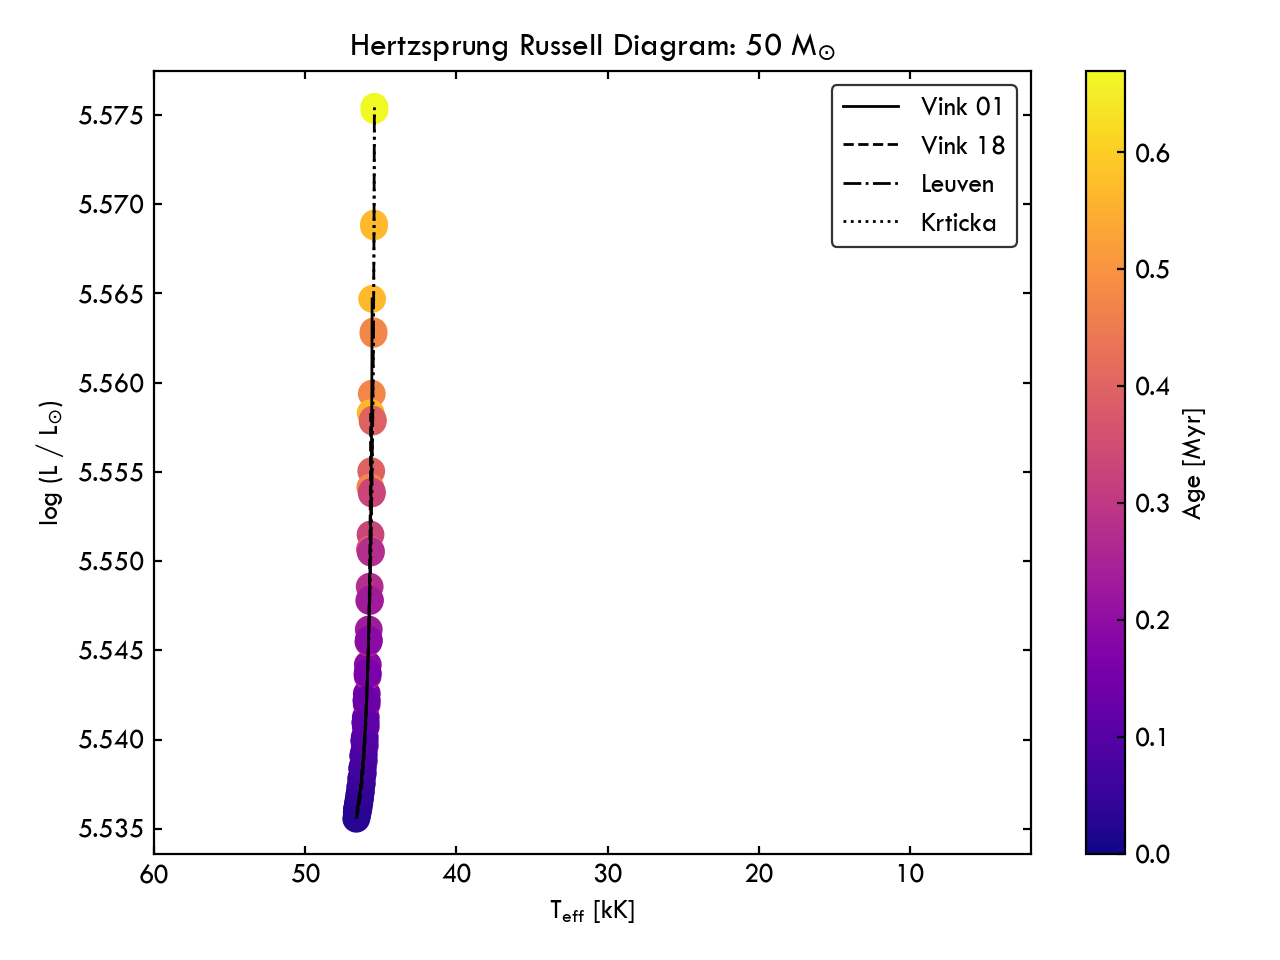 Hertzsprung Russell Diagram: 50 M⊙
5.575
5.570
5.565
5.560
5.555
5.550
5.545
5.540
5.535
log (L / L⊙)
60
50
40
30
20
10
Teff [kK]
Vink 01
Vink 18
Leuven
Krticka
0.6
0.5
0.4
0.3
0.2
0.1
0.0
Age [Myr]